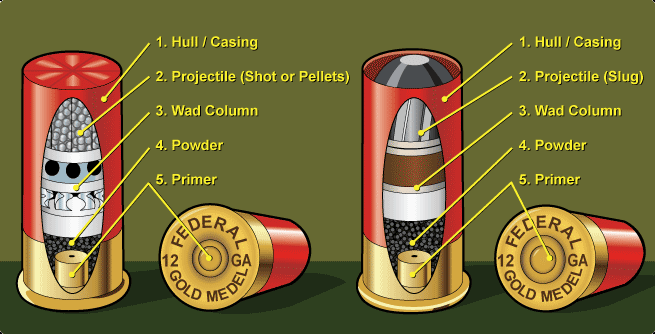 1. Hull / Casing
2. Projectile (Shot or Pellets)
3. Wad Column
4. Powder
5. Primer
FEDERAL
12 GA
GOLD MEDEL
1. Hull / Casing
2. Projectile (Slug)
3. Wad Column
4. Powder
5. Primer
FEDERAL
12 GA
GOLD MEDEL